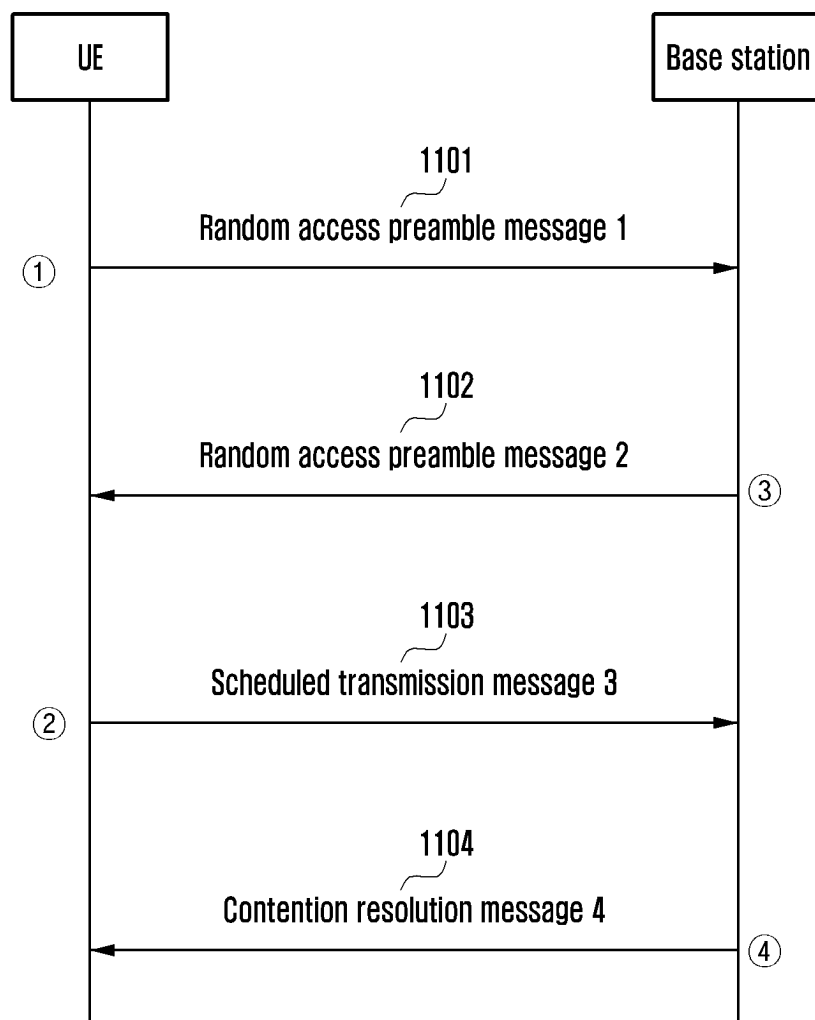 UE
Base station
1101
Random access preamble message 1
①
1102
Random access preamble message 2
③
1103
Scheduled transmission message 3
②
1104
Contention resolution message 4
④